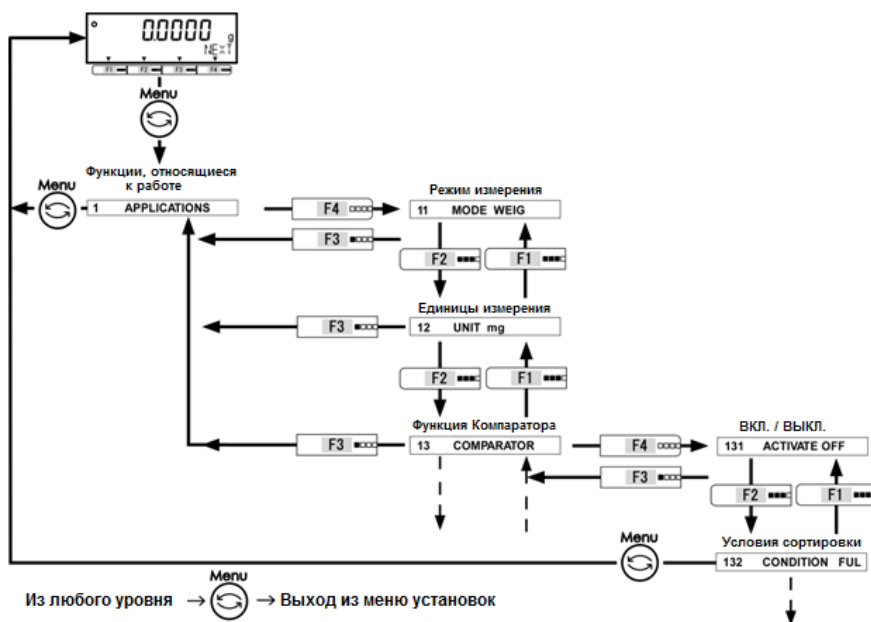 0.0000 g
NEXT
F1 F2 F3 F4
Menu
Функции, относящиеся
к работе
Menu
1 APPLICATIONS
F4
Режим измерения
11 MODE WEIG
F3
F2 F1
Единицы измерения
F3
12 UNIT mg
F2 F1
Функция Компаратора
F3
13 COMPARATOR
F4
ВКЛ. / ВЫКЛ.
131 ACTIVATE OFF
F3
F2 F1
Условия сортировки
Menu
132 CONDITION FUL
Menu
Из любого уровня → → Выход из меню установок